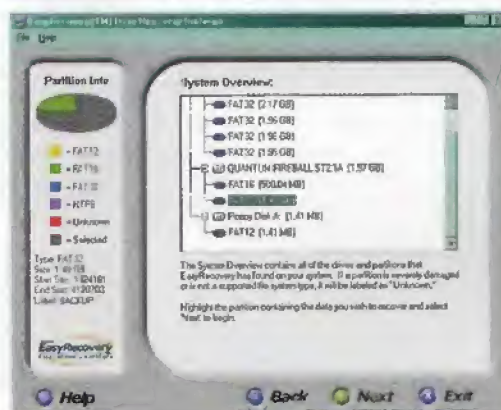 File Help
Partition Info
System Overview:
FAT32 (2.17 GB)
FAT32 (1.96 GB)
FAT32 (1.96 GB)
FAT32 (1.95 GB)
QUANTUM FIREBALL ST2.1A (1.97 GB)
FAT16 (500.04 MB)
Floppy Disk A: (1.41 MB)
FAT12 (1.41 MB)
= FAT12
= FAT16
= FAT32
= NTFS
= Unknown
= Selected
Type: FAT32
Label: BACKUP
The System Overview contains all of the drives and partitions that
EasyRecovery has found on your system. If a partition is severely damaged
or is not a supported file system type, it will be labeled as "Unknown."
Highlight the partition containing the data you wish to recover and select
'Next' to begin.
EasyRecovery
Help
Back
Next
Exit